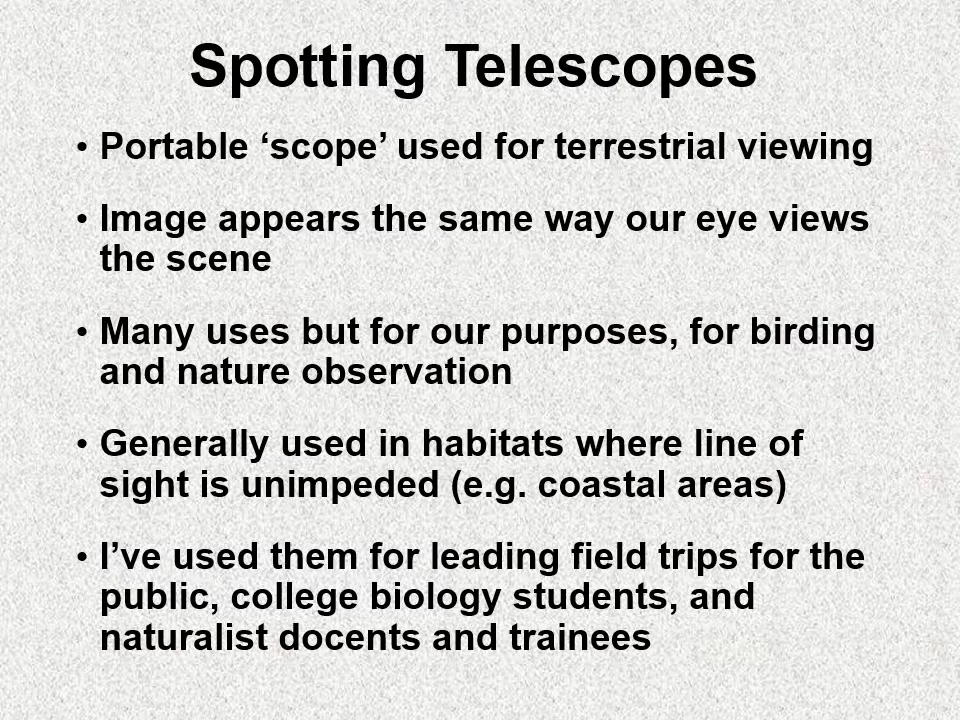 Spotting Telescopes
• Portable ‘scope’ used for terrestrial viewing
• Image appears the same way our eye views
the scene
• Many uses but for our purposes, for birding
and nature observation
• Generally used in habitats where line of
sight is unimpeded (e.g. coastal areas)
• I’ve used them for leading field trips for the
public, college biology students, and
naturalist docents and trainees